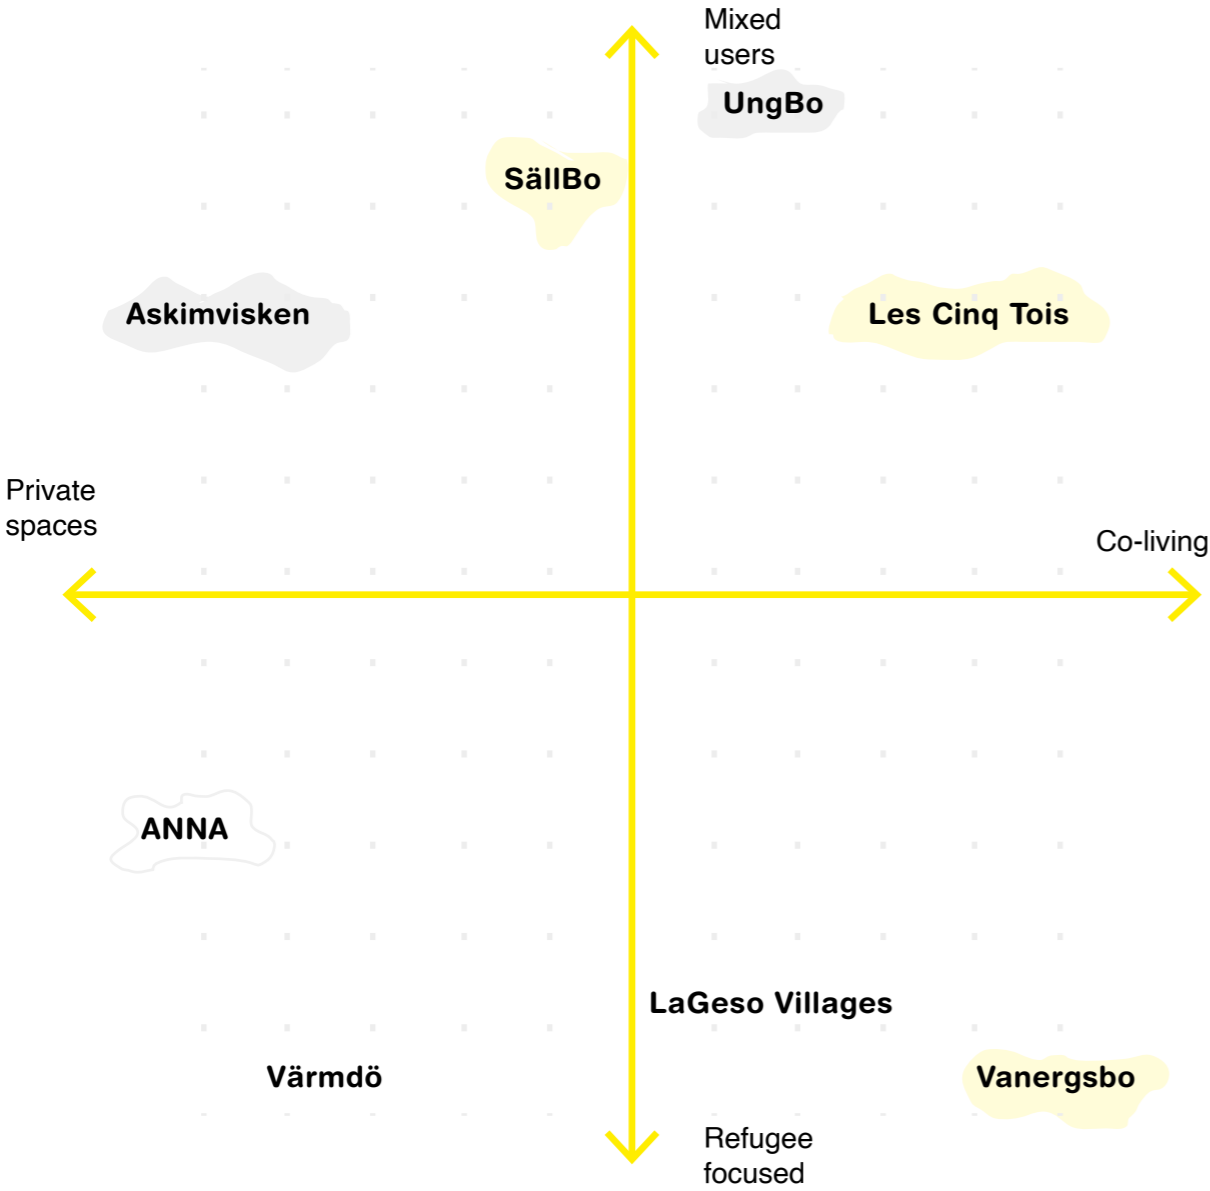 Mixed
users
UngBo
SällBo
Askimvisken
Les Cinq Tois
Private
spaces
Co-living
ANNA
LaGeso Villages
Värmdö
Vanergsbo
Refugee
focused